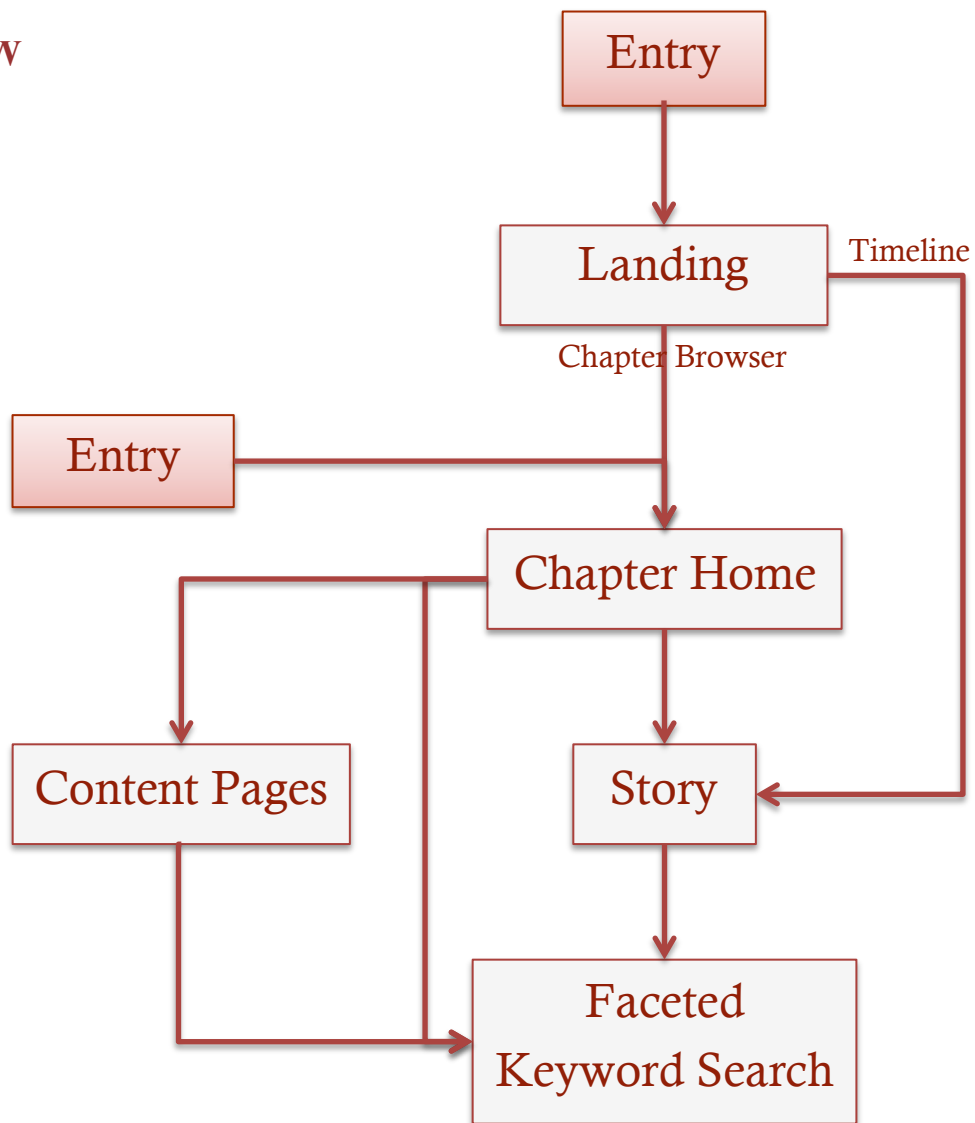 w
Entry
Landing
Timeline
Chapter Browser
Entry
Chapter Home
Content Pages
Story
Faceted
Keyword Search